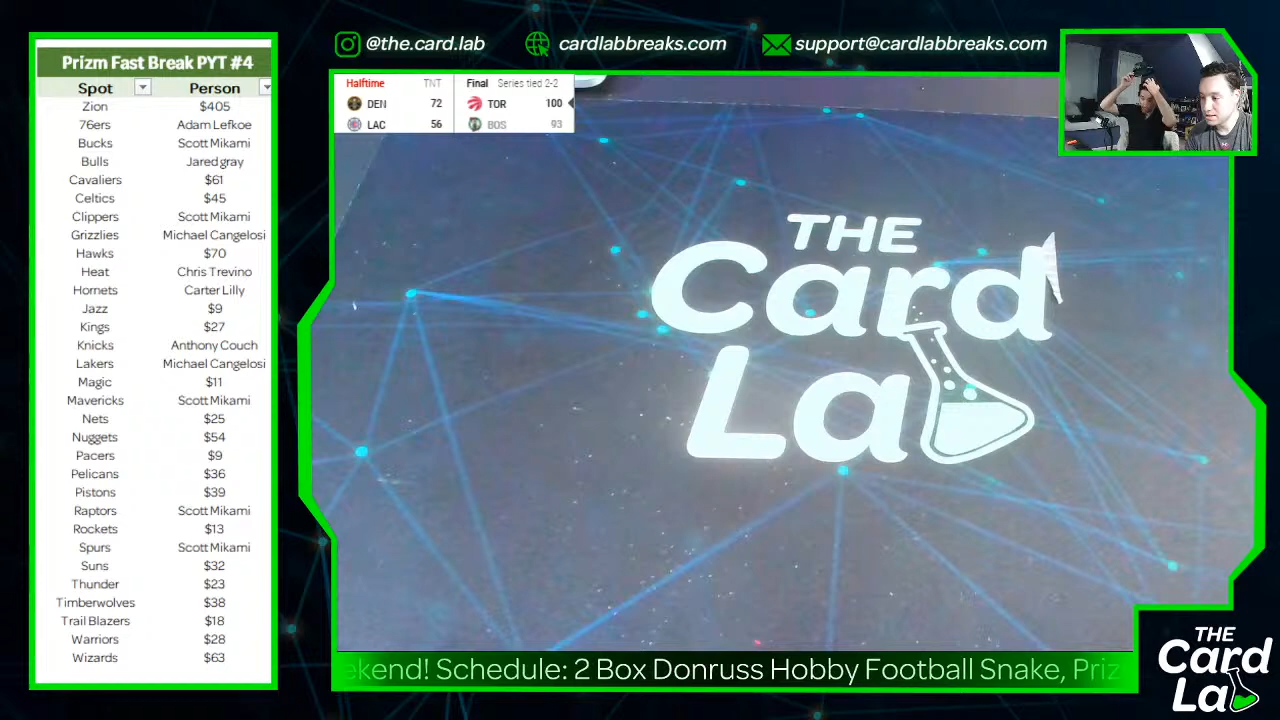 @the.card.lab
cardlabbreaks.com
support@cardlabbreaks.com
Prizm Fast Break PYT #4
Spot Person
Zion $405
76ers Adam Lefkoe
Bucks Scott Mikami
Bulls Jared gray
Cavaliers $61
Celtics $45
Clippers Scott Mikami
Grizzlies Michael Cangelosi
Hawks $70
Heat Chris Trevino
Hornets Carter Lilly
Jazz $9
Kings $27
Knicks Anthony Couch
Lakers Michael Cangelosi
Magic $11
Mavericks Scott Mikami
Nets $25
Nuggets $54
Pacers $9
Pelicans $36
Pistons $39
Raptors Scott Mikami
Rockets $13
Spurs Scott Mikami
Suns $32
Thunder $23
Timberwolves $38
Trail Blazers $18
Warriors $28
Wizards $63
Halftime TNT
DEN 72
LAC 56
Final Series tied 2-2
TOR 100
BOS 93
THE
Card
Lab
ekend! Schedule: 2 Box Donruss Hobby Football Snake, Priz
THE
Card
Lab